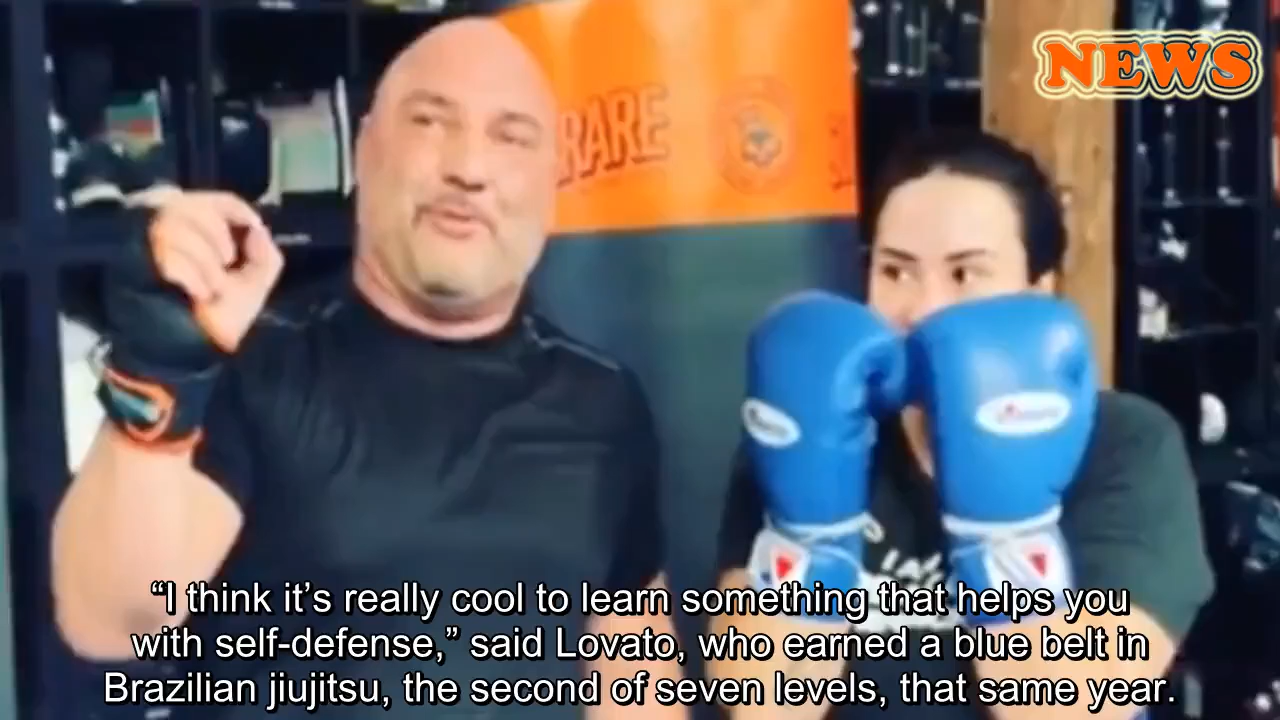 NEWS
RARE
“I think it’s really cool to learn something that helps you
with self-defense,” said Lovato, who earned a blue belt in
Brazilian jiujitsu, the second of seven levels, that same year.